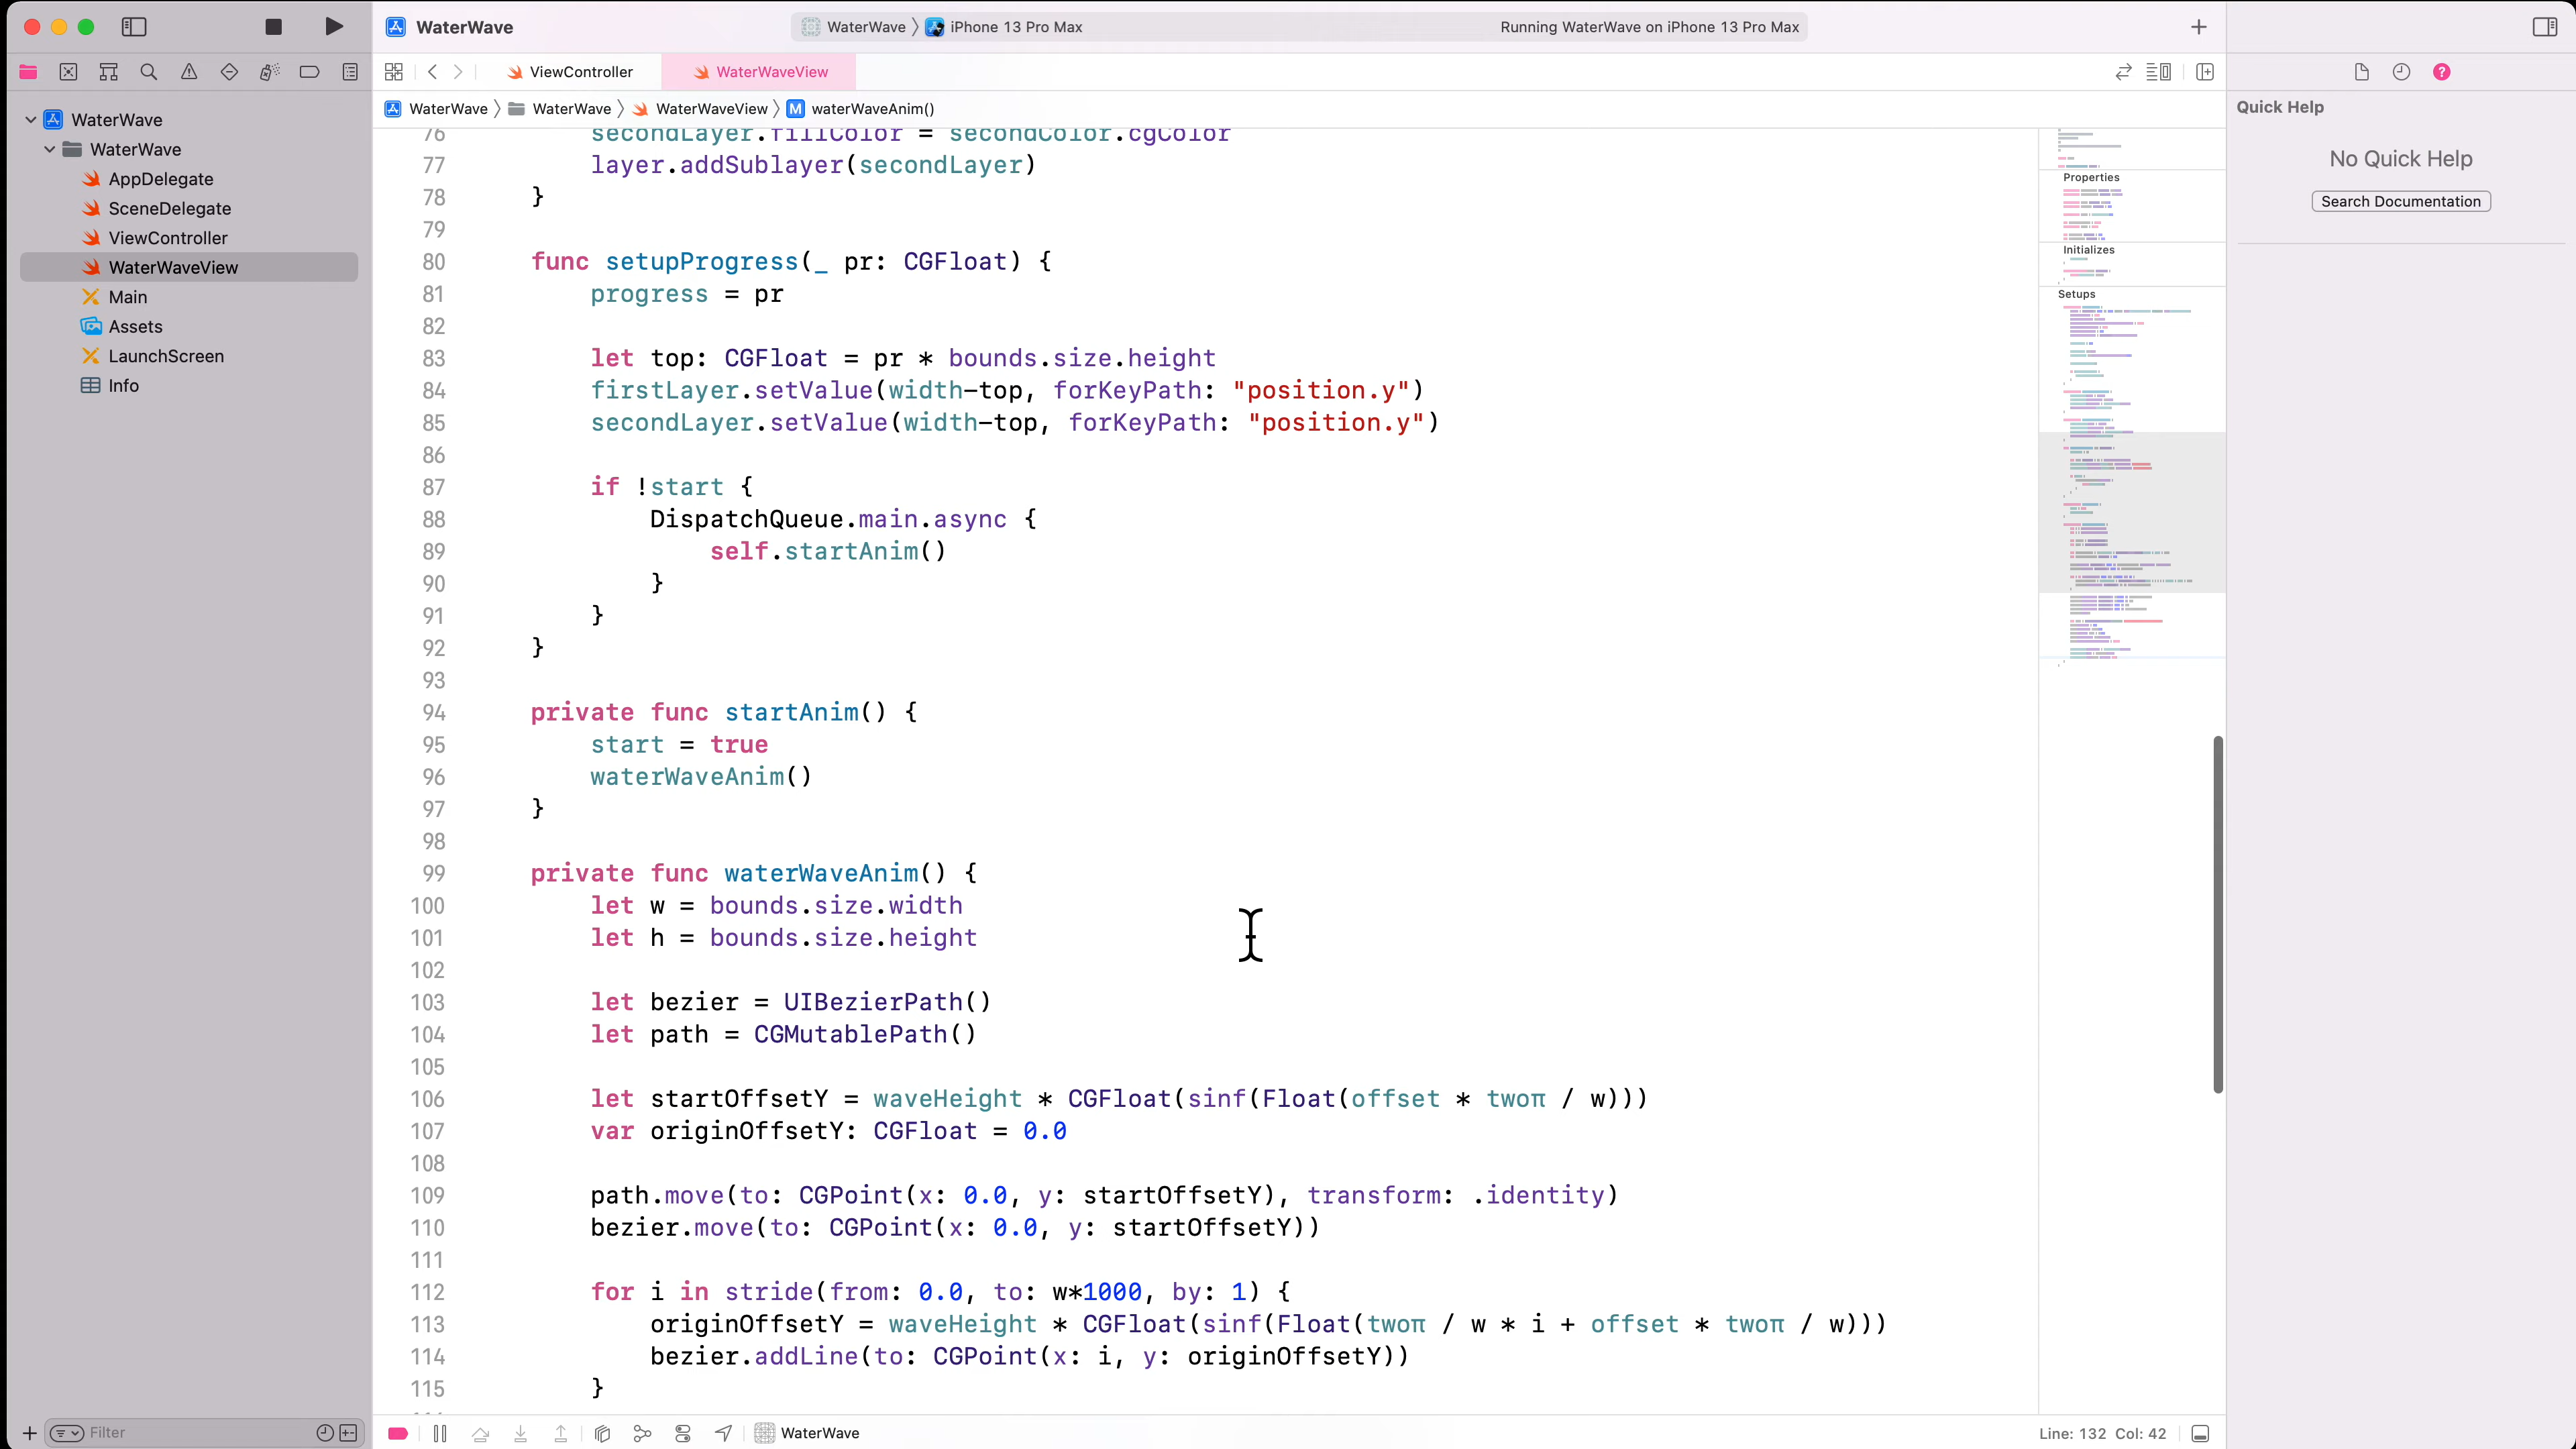 WaterWave
WaterWave
iPhone 13 Pro Max
Running WaterWave on iPhone 13 Pro Max
ViewController
WaterWaveView
WaterWave
WaterWave
WaterWaveView
M
waterWaveAnim()
WaterWave
WaterWave
AppDelegate
SceneDelegate
ViewController
WaterWaveView
Main
Assets
LaunchScreen
Info
Filter
76 secondLayer.fillColor = secondColor.cgColor
77 layer.addSublayer(secondLayer)
78 }
79
80 func setupProgress(_ pr: CGFloat) {
81 progress = pr
82
83 let top: CGFloat = pr * bounds.size.height
84 firstLayer.setValue(width-top, forKeyPath: "position.y")
85 secondLayer.setValue(width-top, forKeyPath: "position.y")
86
87 if !start {
88 DispatchQueue.main.async {
89 self.startAnim()
90 }
91 }
92 }
93
94 private func startAnim() {
95 start = true
96 waterWaveAnim()
97 }
98
99 private func waterWaveAnim() {
100 let w = bounds.size.width
101 let h = bounds.size.height
102
103 let bezier = UIBezierPath()
104 let path = CGMutablePath()
105
106 let startOffsetY = waveHeight * CGFloat(sinf(Float(offset * twoπ / w)))
107 var originOffsetY: CGFloat = 0.0
108
109 path.move(to: CGPoint(x: 0.0, y: startOffsetY), transform: .identity)
110 bezier.move(to: CGPoint(x: 0.0, y: startOffsetY))
111
112 for i in stride(from: 0.0, to: w*1000, by: 1) {
113 originOffsetY = waveHeight * CGFloat(sinf(Float(twoπ / w * i + offset * twoπ / w)))
114 bezier.addLine(to: CGPoint(x: i, y: originOffsetY))
115 }
Properties
Initializes
Setups
Quick Help
No Quick Help
Search Documentation
WaterWave
Line: 132 Col: 42